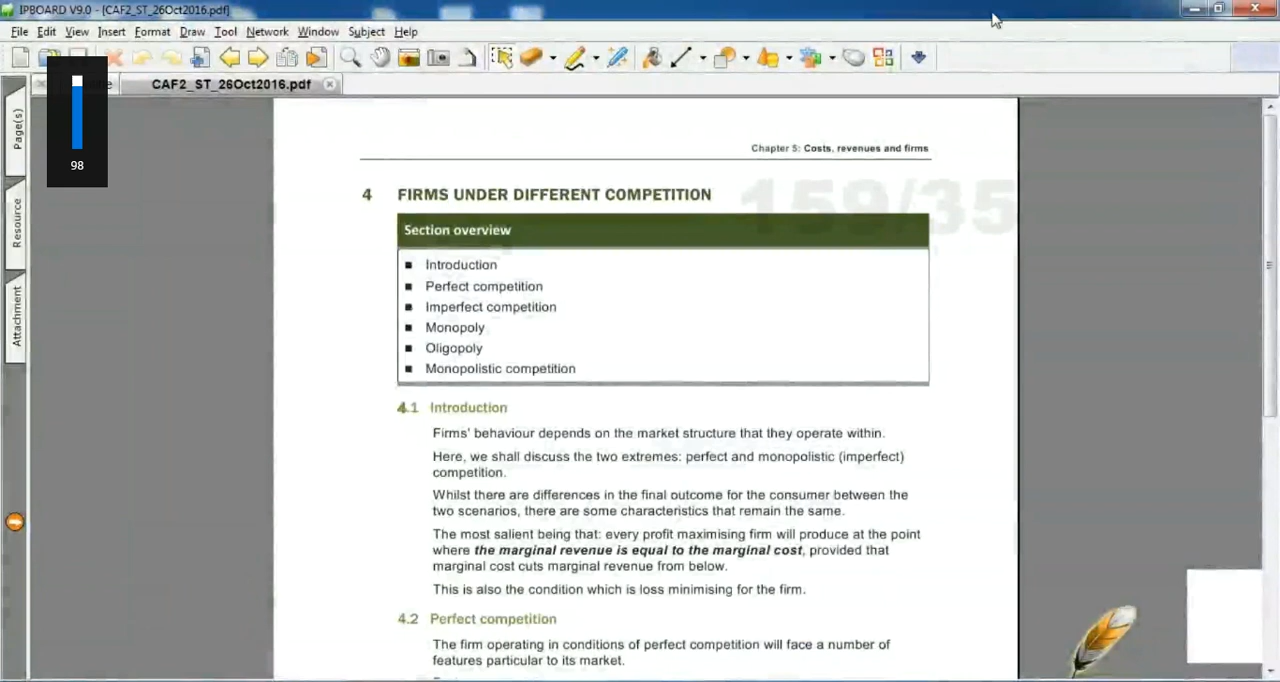 IPBOARD V9.0 - [CAF2_ST_26Oct2016.pdf]
File Edit View Insert Format Draw Tool Network Window Subject Help
CAF2_ST_26Oct2016.pdf
98
Page(s)
Resource
Attachment
Chapter 5: Costs, revenues and firms
159/35
4 FIRMS UNDER DIFFERENT COMPETITION
Section overview
■ Introduction
■ Perfect competition
■ Imperfect competition
■ Monopoly
■ Oligopoly
■ Monopolistic competition
4.1 Introduction
Firms' behaviour depends on the market structure that they operate within.
Here, we shall discuss the two extremes: perfect and monopolistic (imperfect)
competition.
Whilst there are differences in the final outcome for the consumer between the
two scenarios, there are some characteristics that remain the same.
The most salient being that: every profit maximising firm will produce at the point
where the marginal revenue is equal to the marginal cost, provided that
marginal cost cuts marginal revenue from below.
This is also the condition which is loss minimising for the firm.
4.2 Perfect competition
The firm operating in conditions of perfect competition will face a number of
features particular to its market.